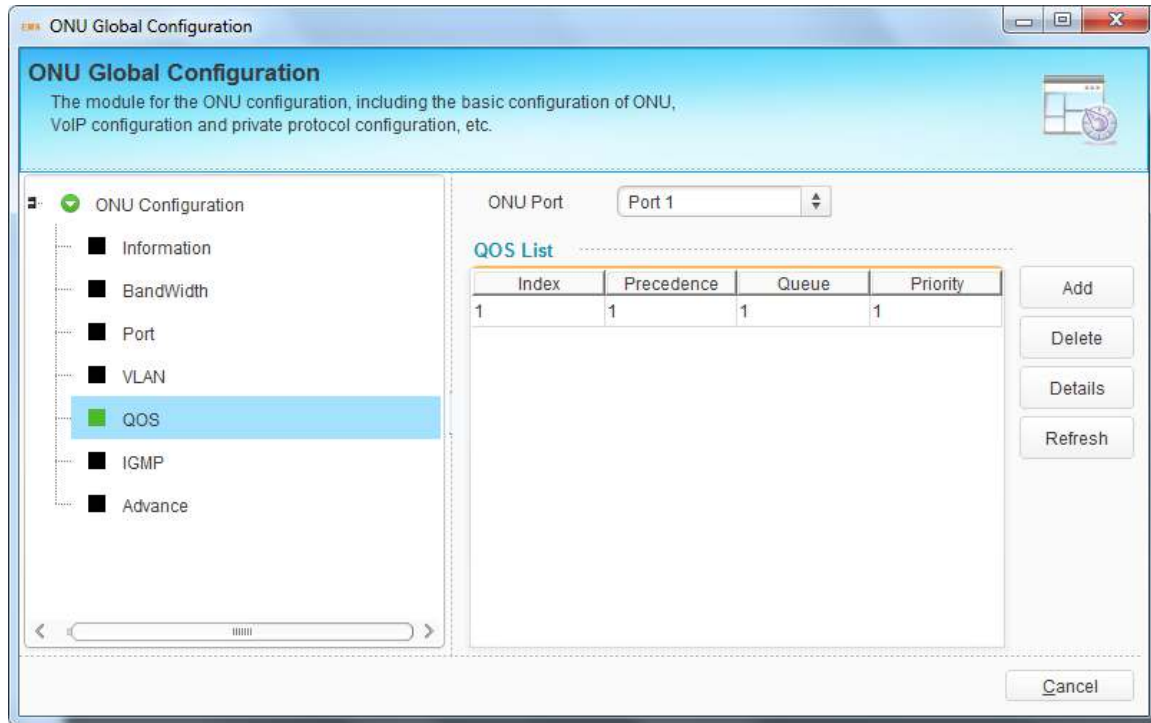 EMS ONU Global Configuration
ONU Global Configuration
The module for the ONU configuration, including the basic configuration of ONU,
VoIP configuration and private protocol configuration, etc.
ONU Configuration
Information
BandWidth
Port
VLAN
QOS
IGMP
Advance
ONU Port Port 1
QOS List
Index Precedence Queue Priority
1 1 1 1
Add
Delete
Details
Refresh
Cancel